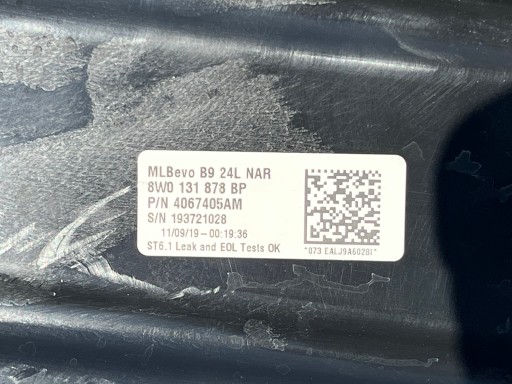 MLBevo B9 24L NAR
8W0 131 878 BP
P/N 4067405AM
S/N 193721028
11/09/19 – 00:19:36
ST6.1 Leak and EOL Tests OK
*073 EALJ9A602BI*